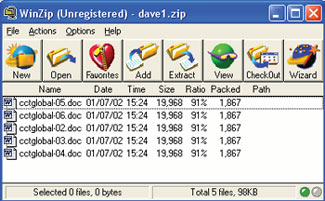 WinZip (Unregistered) - dave1.zip
File Actions Options Help
New Open Favorites Add Extract View CheckOut Wizard
Name Date Time Size Ratio Packed Path
cctglobal-05.doc 01/07/02 15:24 19,968 91% 1,867
cctglobal-06.doc 01/07/02 15:24 19,968 91% 1,867
cctglobal-02.doc 01/07/02 15:24 19,968 91% 1,867
cctglobal-03.doc 01/07/02 15:24 19,968 91% 1,867
cctglobal-04.doc 01/07/02 15:24 19,968 91% 1,867
Selected 0 files, 0 bytes Total 5 files, 98KB